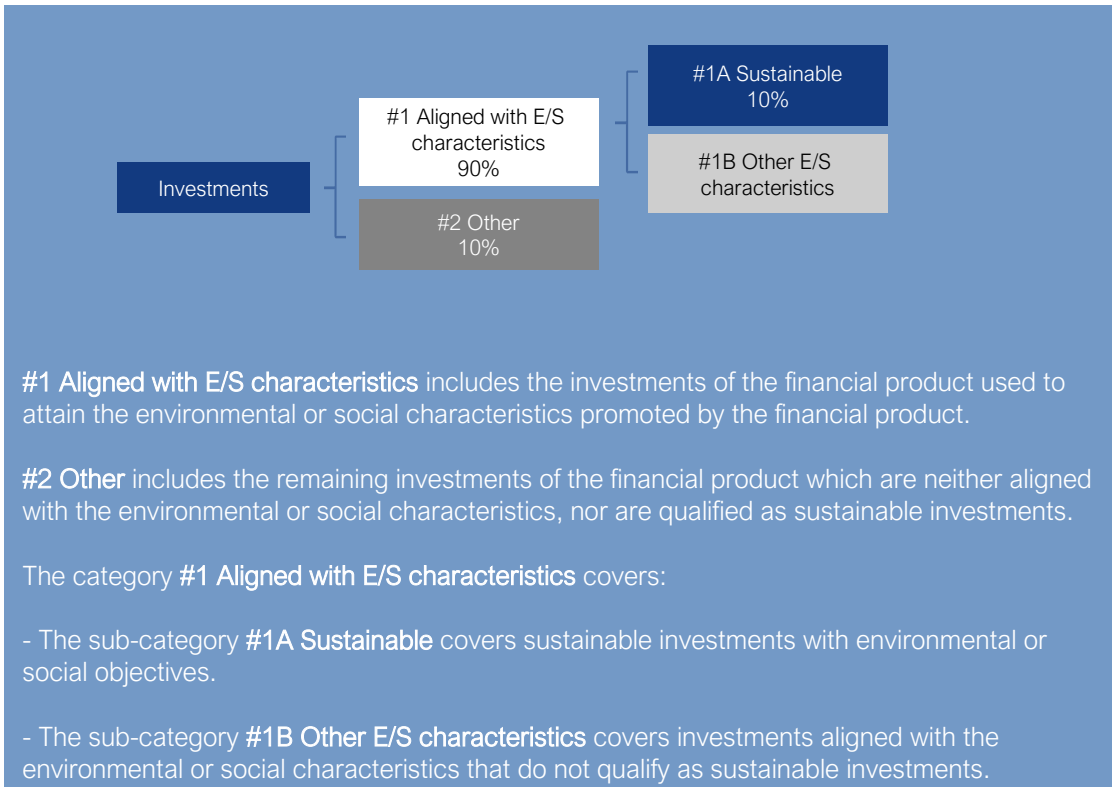 Investments
#1 Aligned with E/S
characteristics
90%
#2 Other
10%
#1A Sustainable
10%
#1B Other E/S
characteristics
#1 Aligned with E/S characteristics includes the investments of the financial product used to
attain the environmental or social characteristics promoted by the financial product.
#2 Other includes the remaining investments of the financial product which are neither aligned
with the environmental or social characteristics, nor are qualified as sustainable investments.
The category #1 Aligned with E/S characteristics covers:
- The sub-category #1A Sustainable covers sustainable investments with environmental or
social objectives.
- The sub-category #1B Other E/S characteristics covers investments aligned with the
environmental or social characteristics that do not qualify as sustainable investments.